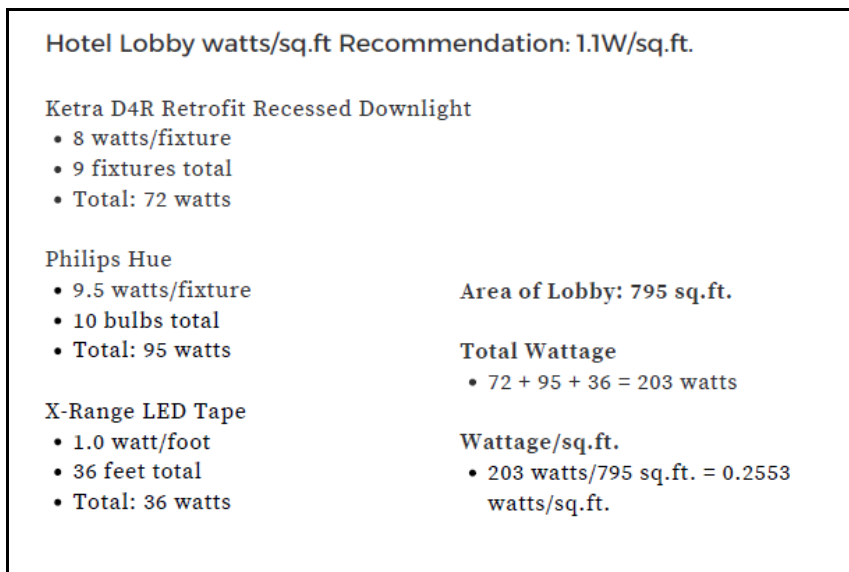 Hotel Lobby watts/sq.ft Recommendation: 1.1W/sq.ft.
Ketra D4R Retrofit Recessed Downlight
• 8 watts/fixture
• 9 fixtures total
• Total: 72 watts
Philips Hue
• 9.5 watts/fixture
• 10 bulbs total
• Total: 95 watts
X-Range LED Tape
• 1.0 watt/foot
• 36 feet total
• Total: 36 watts
Area of Lobby: 795 sq.ft.
Total Wattage
• 72 + 95 + 36 = 203 watts
Wattage/sq.ft.
• 203 watts/795 sq.ft. = 0.2553
watts/sq.ft.